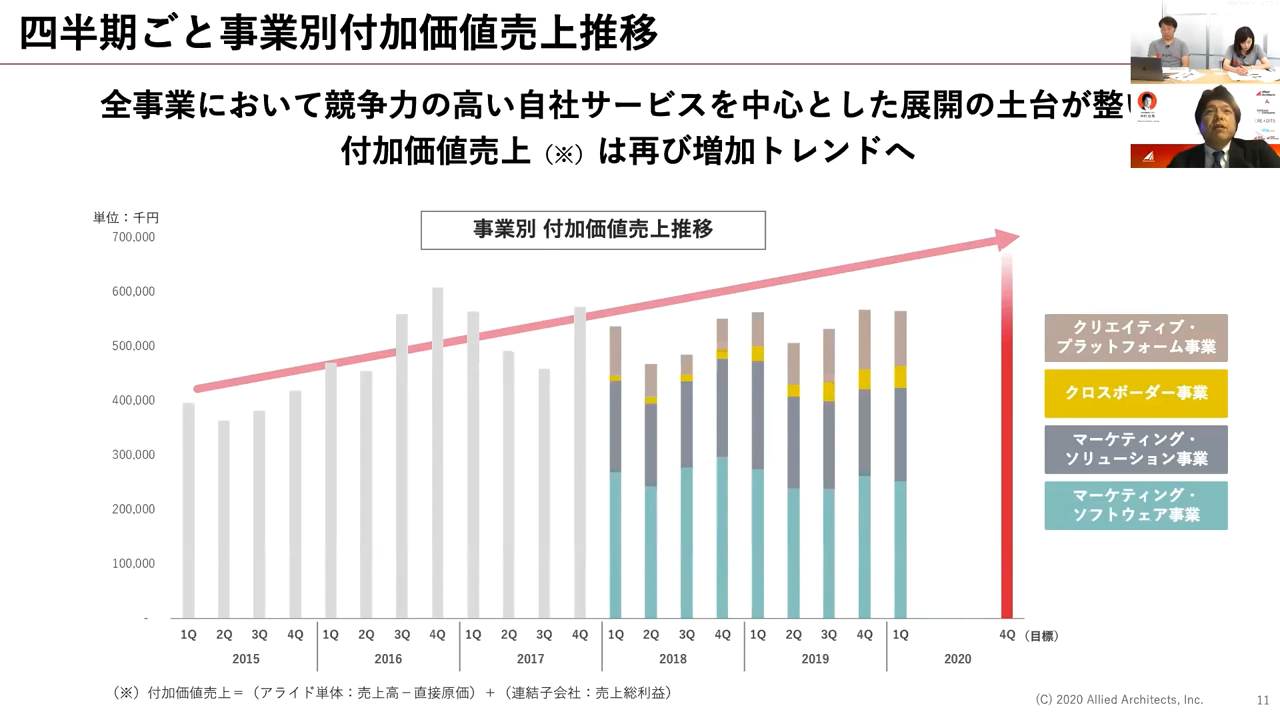 四半期ごと事業別付加価値売上推移
全事業において競争力の高い自社サービスを中心とした展開の土台が整い
付加価値売上（※）は再び増加トレンドへ
単位：千円
事業別 付加価値売上推移
700,000
600,000
500,000
400,000
300,000
200,000
100,000
-
クリエイティブ・
プラットフォーム事業
クロスボーダー事業
マーケティング・
ソリューション事業
マーケティング・
ソフトウェア事業
1Q 2Q 3Q 4Q 1Q 2Q 3Q 4Q 1Q 2Q 3Q 4Q 1Q 2Q 3Q 4Q 1Q 2Q 3Q 4Q 1Q 4Q（目標）
2015 2016 2017 2018 2019 2020
（※）付加価値売上＝（アライド単体：売上高－直接原価）＋（連結子会社：売上総利益）
(C) 2020 Allied Architects, Inc.
11